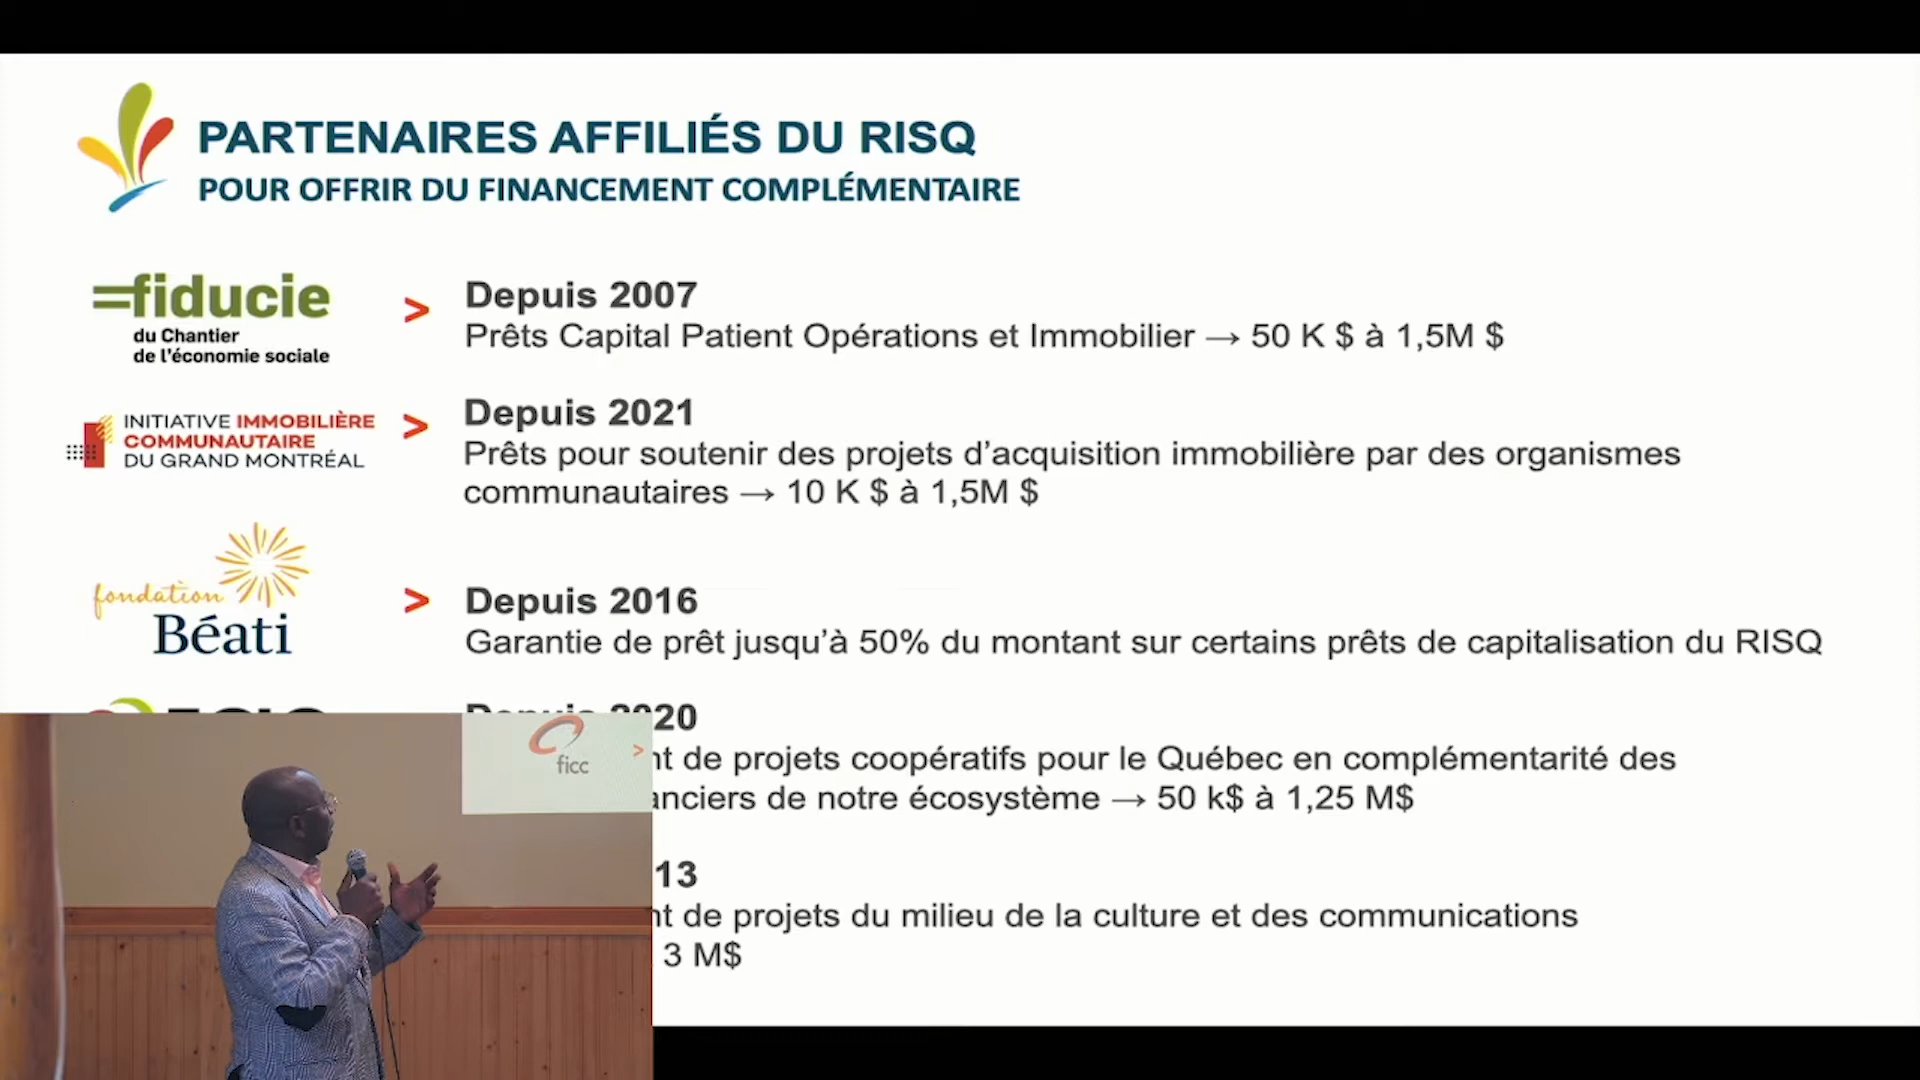 PARTENAIRES AFFILIÉS DU RISQ
POUR OFFRIR DU FINANCEMENT COMPLÉMENTAIRE
=fiducie
du Chantier
de l'économie sociale
> Depuis 2007
Prêts Capital Patient Opérations et Immobilier → 50 K $ à 1,5M $
INITIATIVE IMMOBILIÈRE
COMMUNAUTAIRE
DU GRAND MONTRÉAL
> Depuis 2021
Prêts pour soutenir des projets d'acquisition immobilière par des organismes
communautaires → 10 K $ à 1,5M $
fondation
Béati
> Depuis 2016
Garantie de prêt jusqu'à 50% du montant sur certains prêts de capitalisation du RISQ
Depuis 2020
de projets coopératifs pour le Québec en complémentarité des
de notre écosystème → 50 k$ à 1,25 M$
13
de projets du milieu de la culture et des communications
3 M$
ficc
>